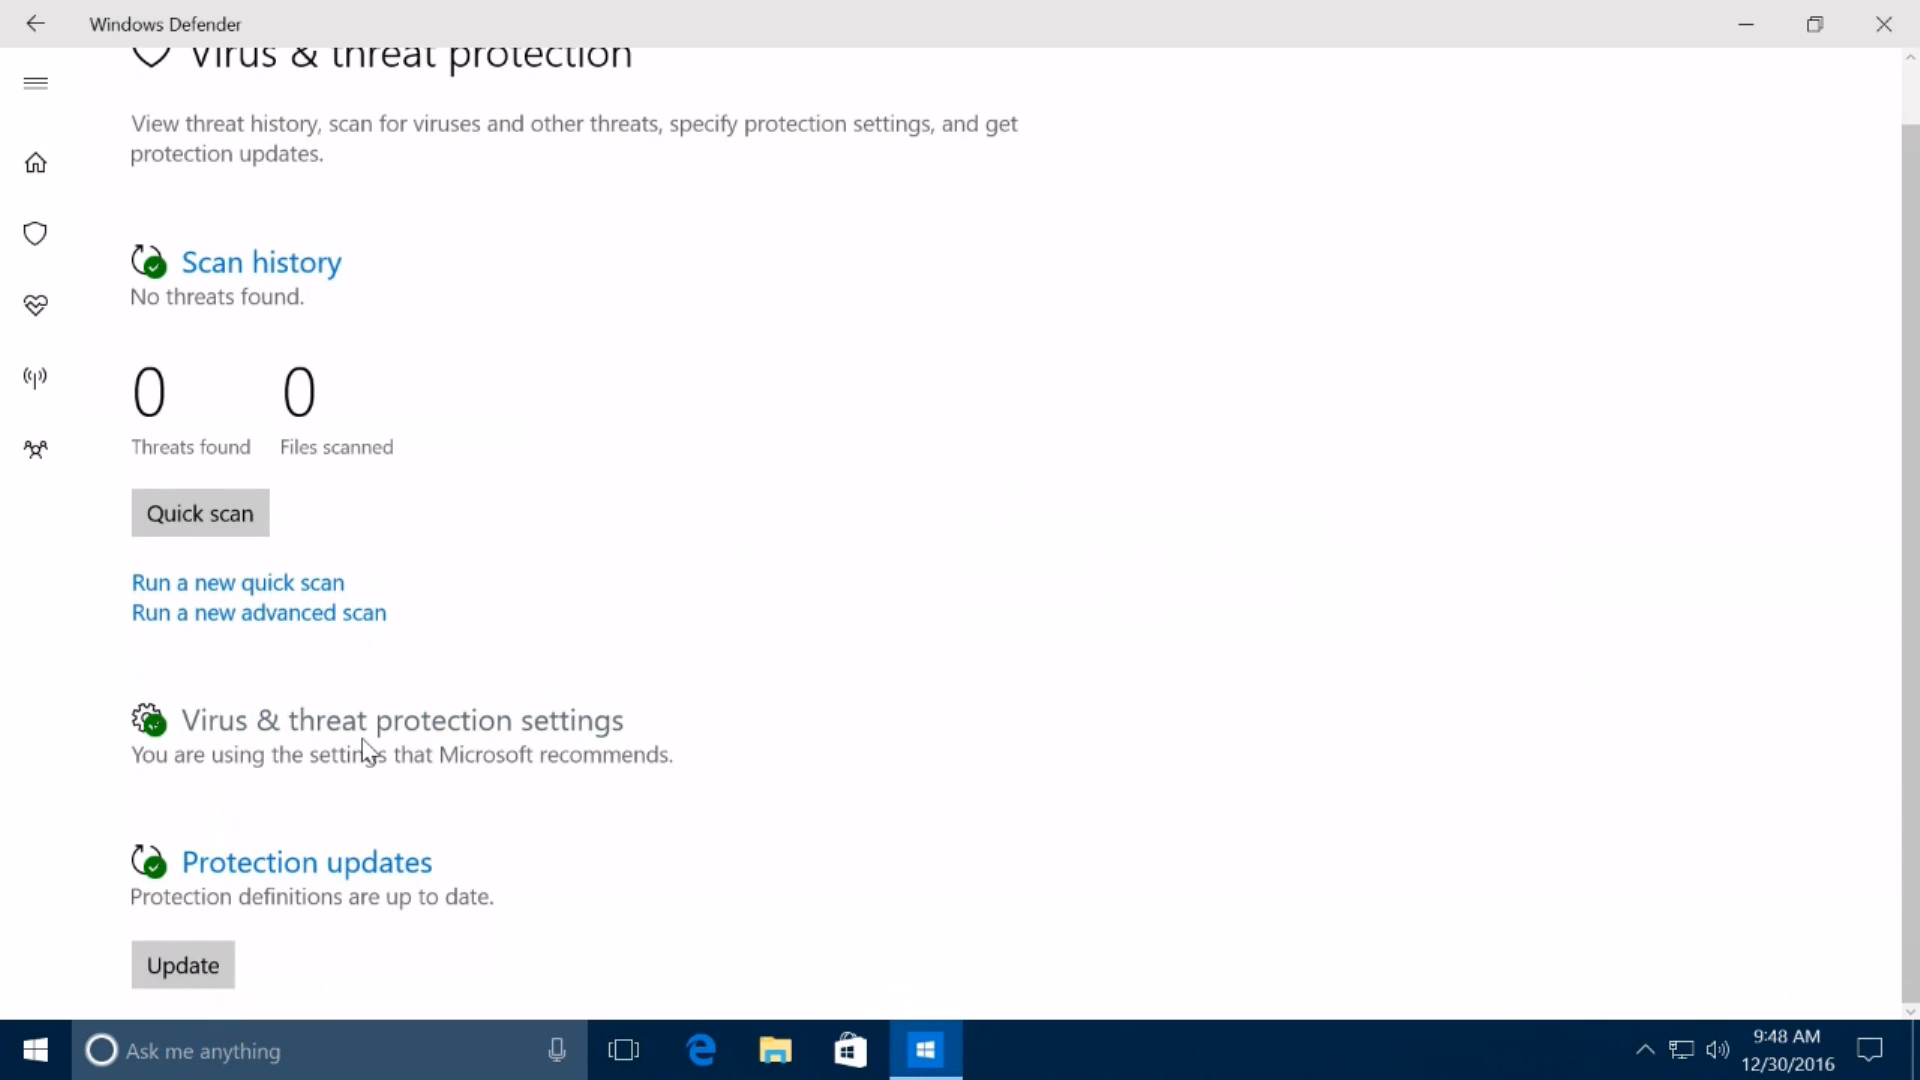 Windows Defender
Virus & threat protection
View threat history, scan for viruses and other threats, specify protection settings, and get
protection updates.
Scan history
No threats found.
0 0
Threats found Files scanned
Quick scan
Run a new quick scan
Run a new advanced scan
Virus & threat protection settings
You are using the settings that Microsoft recommends.
Protection updates
Protection definitions are up to date.
Update
Ask me anything
9:48 AM
12/30/2016